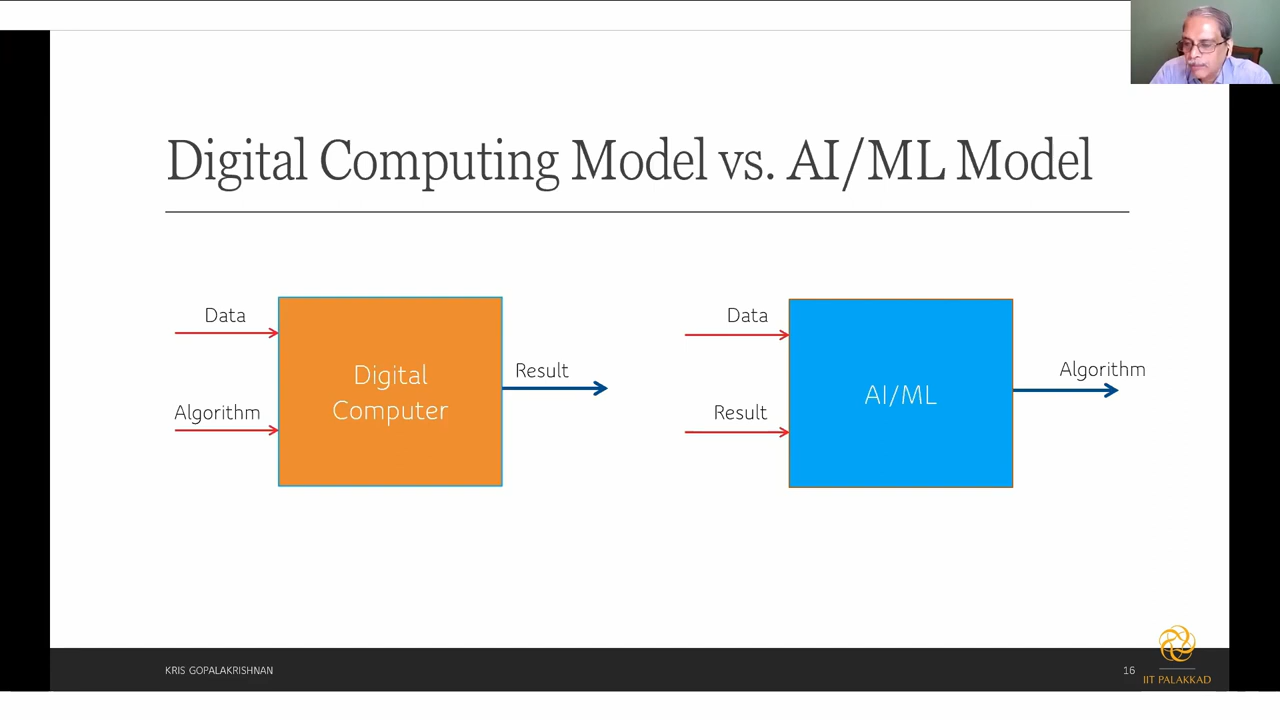 Digital Computing Model vs. AI/ML Model
Data
Algorithm
Digital
Computer
Result
Data
Result
AI/ML
Algorithm
KRIS GOPALAKRISHNAN
16
IIT PALAKKAD